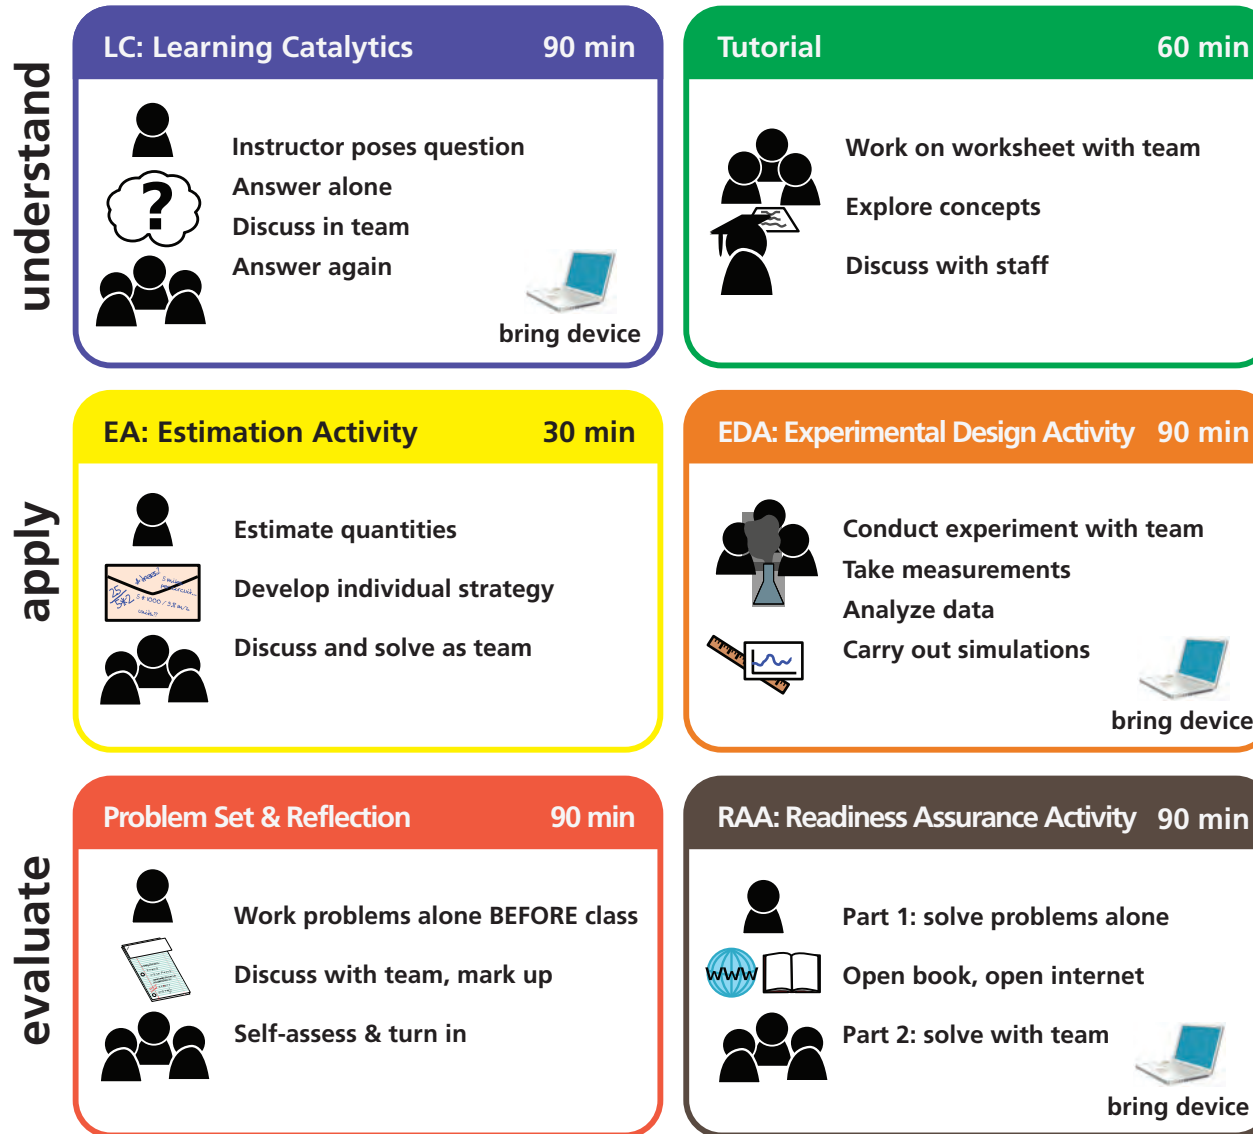 understand
LC: Learning Catalytics 90 min
Instructor poses question
Answer alone
?
Discuss in team
Answer again
bring device
Tutorial 60 min
Work on worksheet with team
Explore concepts
Discuss with staff
apply
EA: Estimation Activity 30 min
Estimate quantities
Develop individual strategy
Discuss and solve as team
EDA: Experimental Design Activity 90 min
Conduct experiment with team
Take measurements
Analyze data
Carry out simulations
bring device
evaluate
Problem Set & Reflection 90 min
Work problems alone BEFORE class
Discuss with team, mark up
Self-assess & turn in
RAA: Readiness Assurance Activity 90 min
Part 1: solve problems alone
www
Open book, open internet
Part 2: solve with team
bring device